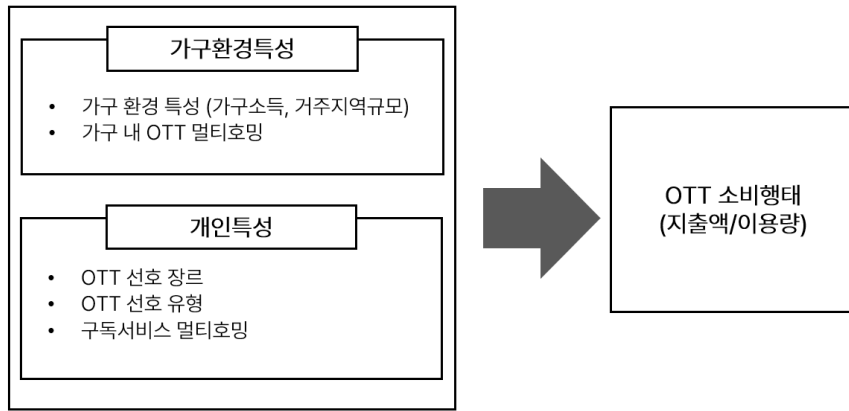 가구환경특성
• 가구 환경 특성 (가구소득, 거주지역규모)
• 가구 내 OTT 멀티호밍
개인특성
• OTT 선호 장르
• OTT 선호 유형
• 구독서비스 멀티호밍
OTT 소비행태
(지출액/이용량)